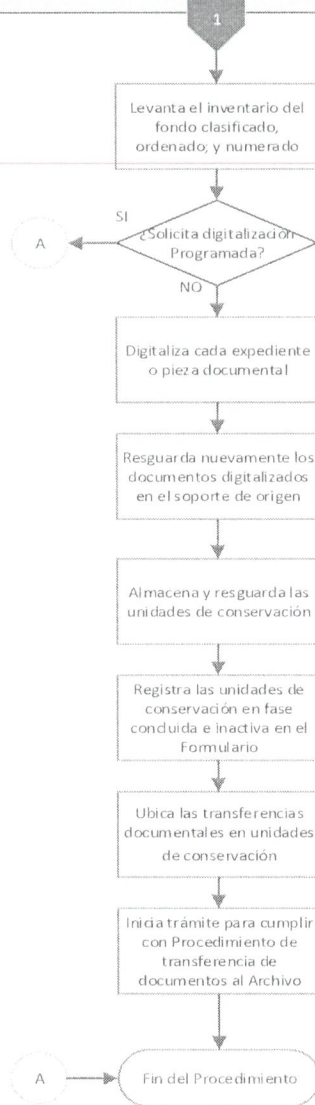 1
Levanta el inventario del
fondo clasificado,
ordenado; y numerado
SI
A
¿Solicita digitalización
Programada?
NO
Digitaliza cada expediente
o pieza documental
Resguarda nuevamente los
documentos digitalizados
en el soporte de origen
Almacena y resguarda las
unidades de conservación
Registra las unidades de
conservación en fase
concluida e inactiva en el
Formulario
Ubica las transferencias
documentales en unidades
de conservación
Inicia trámite para cumplir
con Procedimiento de
transferencia de
documentos al Archivo
A
Fin del Procedimiento